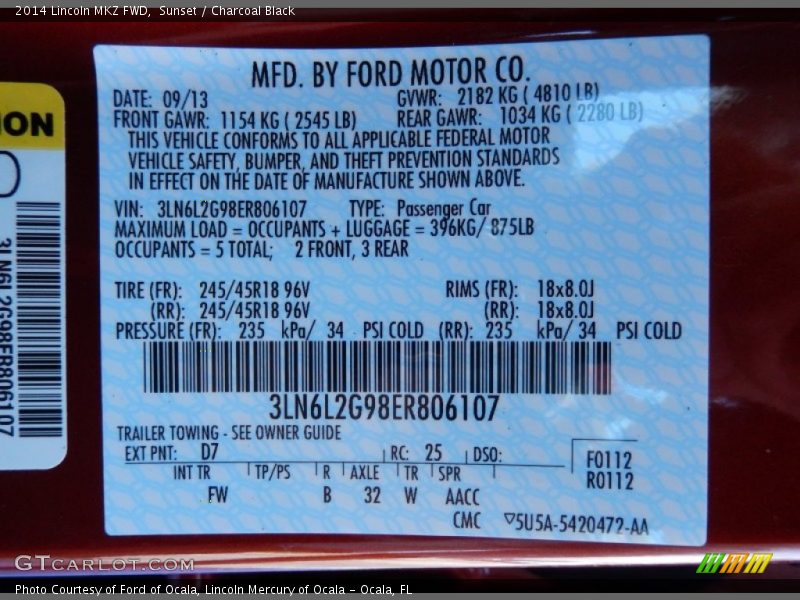 2014 Lincoln MKZ FWD,  Sunset / Charcoal Black
MFD. BY FORD MOTOR CO.
DATE: 09/13 GVWR: 2182 KG ( 4810 LB)
FRONT GAWR: 1154 KG ( 2545 LB) REAR GAWR: 1034 KG ( 2280 LB)
THIS VEHICLE CONFORMS TO ALL APPLICABLE FEDERAL MOTOR
VEHICLE SAFETY, BUMPER, AND THEFT PREVENTION STANDARDS
IN EFFECT ON THE DATE OF MANUFACTURE SHOWN ABOVE.
VIN: 3LN6L2G98ER806107 TYPE: Passenger Car
MAXIMUM LOAD = OCCUPANTS + LUGGAGE = 396KG/ 875LB
OCCUPANTS = 5 TOTAL; 2 FRONT, 3 REAR
TIRE (FR): 245/45R18 96V RIMS (FR): 18x8.0J
(RR): 245/45R18 96V (RR): 18x8.0J
PRESSURE (FR): 235 kPa/ 34 PSI COLD (RR): 235 kPa/ 34 PSI COLD
3LN6L2G98ER806107
TRAILER TOWING - SEE OWNER GUIDE
EXT PNT: D7 RC: 25 DSO:
F0112
R0112
INT TR TP/PS R AXLE TR SPR
FW B 32 W AACC
CMC ▽5U5A-5420472-AA
ION
3LN6L2G98ER806107
GTCARLOT.COM
Photo Courtesy of Ford of Ocala, Lincoln Mercury of Ocala - Ocala, FL